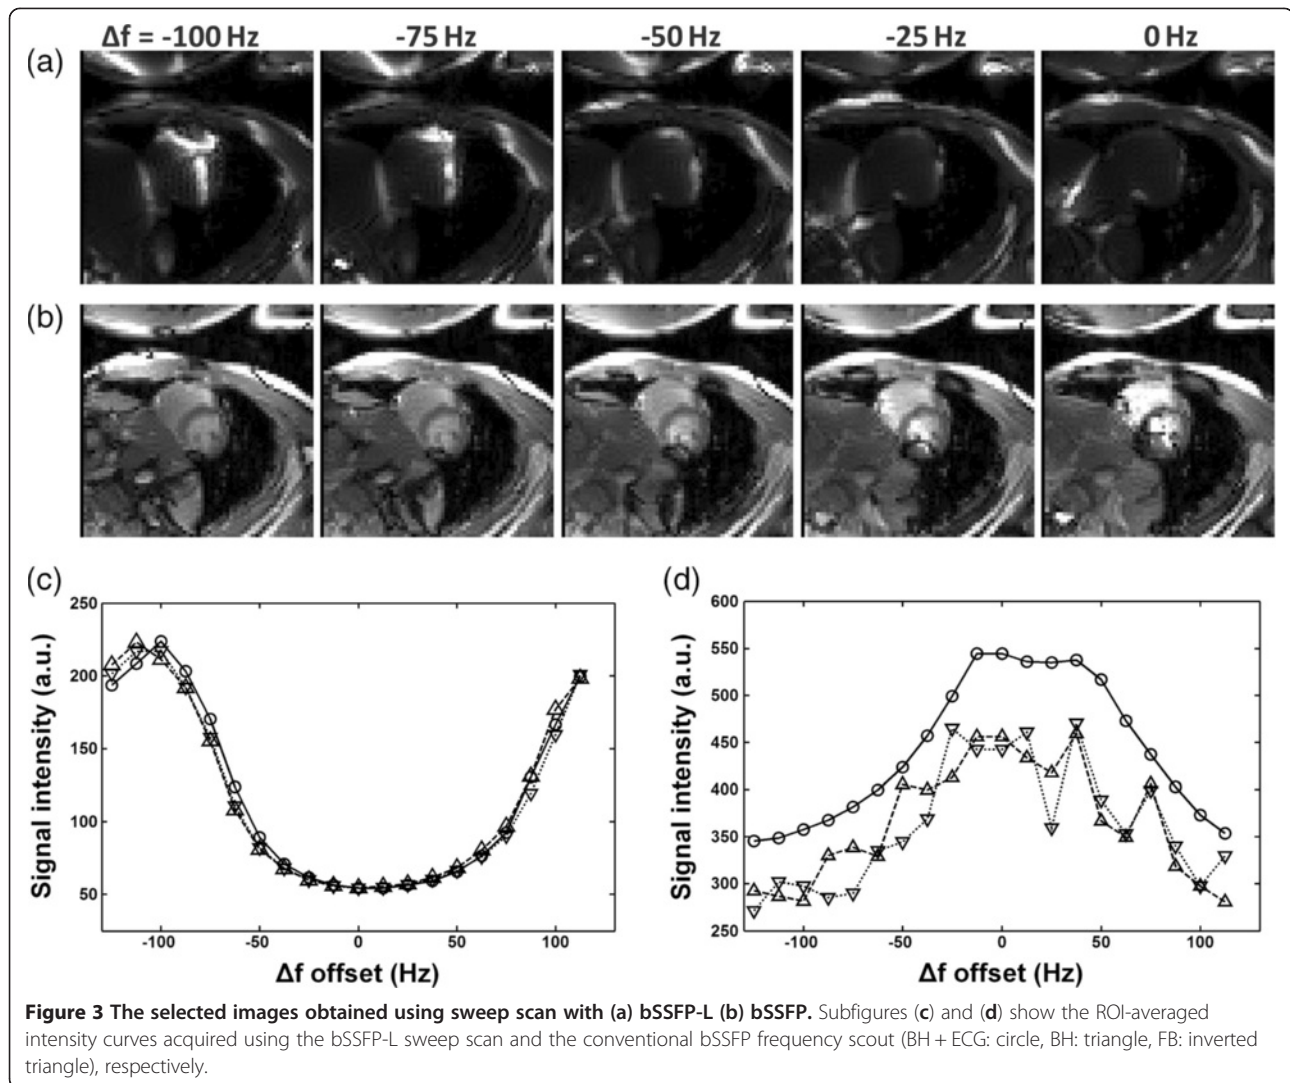 Δf = -100 Hz -75 Hz -50 Hz -25 Hz 0 Hz
(a)
(b)
(c) (d)
250
200
150
100
50
-100 -50 0 50 100
Signal intensity (a.u.)
Δf offset (Hz)
600
550
500
450
400
350
300
250
-100 -50 0 50 100
Signal intensity (a.u.)
Δf offset (Hz)
Figure 3 The selected images obtained using sweep scan with (a) bSSFP-L (b) bSSFP. Subfigures (c) and (d) show the ROI-averaged
intensity curves acquired using the bSSFP-L sweep scan and the conventional bSSFP frequency scout (BH + ECG: circle, BH: triangle, FB: inverted
triangle), respectively.